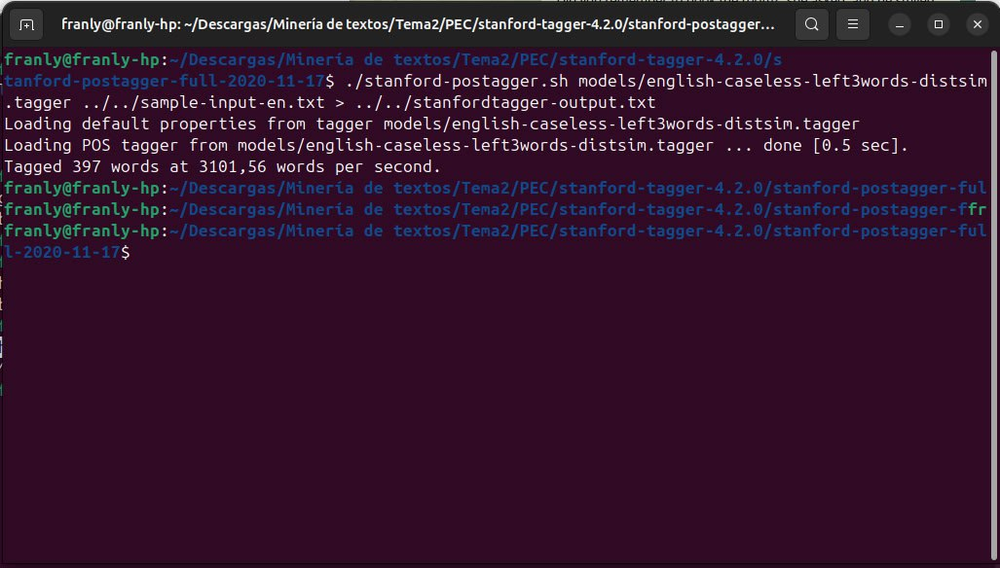 franly@franly-hp: ~/Descargas/Minería de textos/Tema2/PEC/stanford-tagger-4.2.0/stanford-postagger...
franly@franly-hp:~/Descargas/Minería de textos/Tema2/PEC/stanford-tagger-4.2.0/s
tanford-postagger-full-2020-11-17$ ./stanford-postagger.sh models/english-caseless-left3words-distsim
.tagger ../../sample-input-en.txt > ../../stanfordtagger-output.txt
Loading default properties from tagger models/english-caseless-left3words-distsim.tagger
Loading POS tagger from models/english-caseless-left3words-distsim.tagger ... done [0.5 sec].
Tagged 397 words at 3101,56 words per second.
franly@franly-hp:~/Descargas/Minería de textos/Tema2/PEC/stanford-tagger-4.2.0/stanford-postagger-ful
franly@franly-hp:~/Descargas/Minería de textos/Tema2/PEC/stanford-tagger-4.2.0/stanford-postagger-ffr
franly@franly-hp:~/Descargas/Minería de textos/Tema2/PEC/stanford-tagger-4.2.0/stanford-postagger-ful
l-2020-11-17$